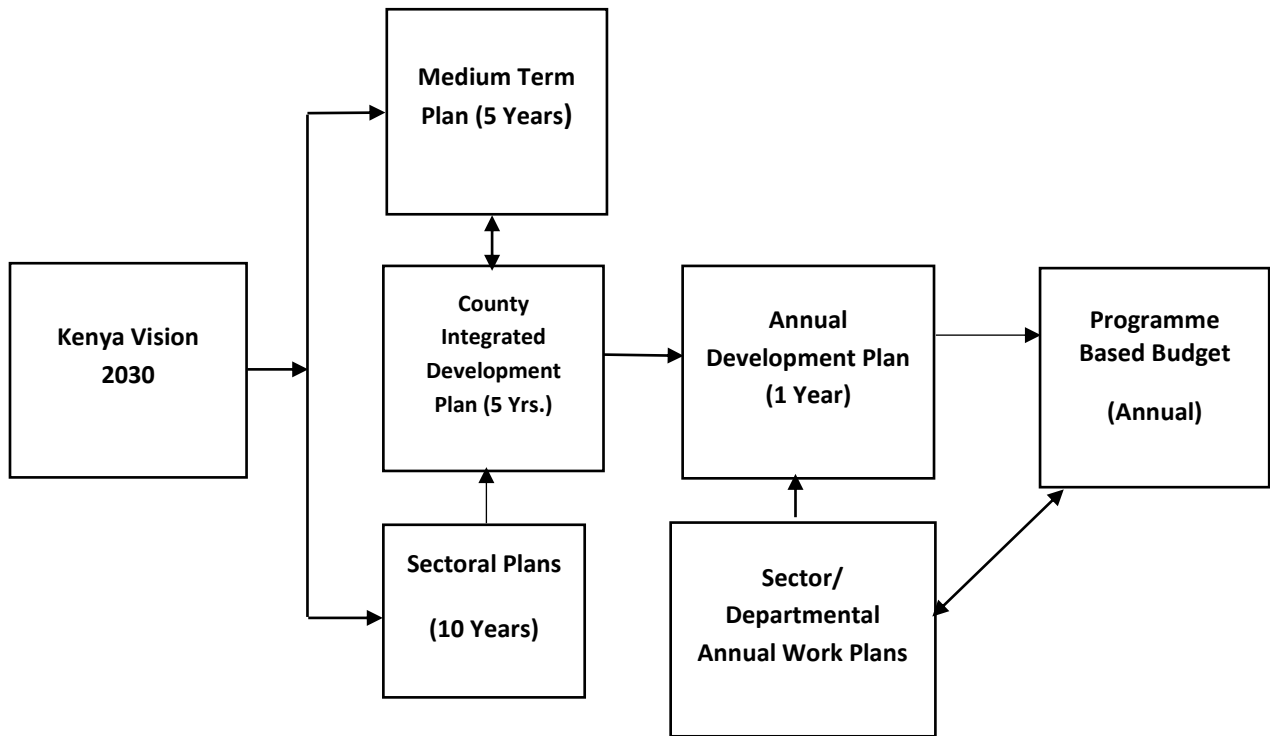 Medium Term
Plan (5 Years)
Kenya Vision
2030
County
Integrated
Development
Plan (5 Yrs.)
Annual
Development Plan
(1 Year)
Programme
Based Budget
(Annual)
Sectoral Plans
(10 Years)
Sector/
Departmental
Annual Work Plans